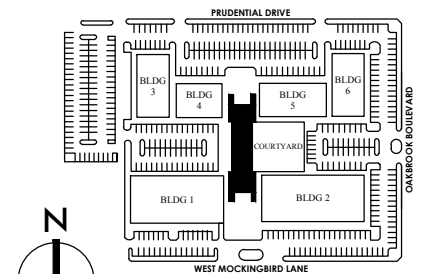 PRUDENTIAL DRIVE
BLDG
3
BLDG
4
BLDG
5
BLDG
6
OAKBROOK BOULEVARD
COURTYARD
BLDG 1
BLDG 2
N
WEST MOCKINGBIRD LANE